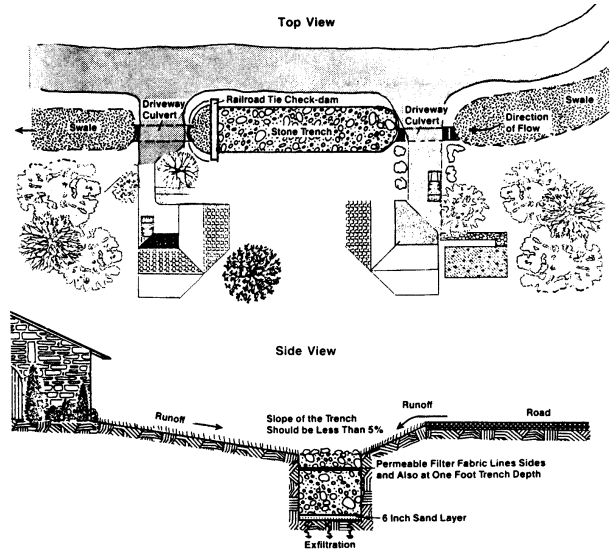 Top View
Railroad Tie Check-dam
Driveway
Culvert
Driveway
Culvert
Swale
Swale
Stone Trench
Direction
of Flow
Side View
Runoff
Slope of the Trench
Should be Less Than 5%
Runoff
Road
Permeable Filter Fabric Lines Sides
and Also at One Foot Trench Depth
6 Inch Sand Layer
Exfiltration